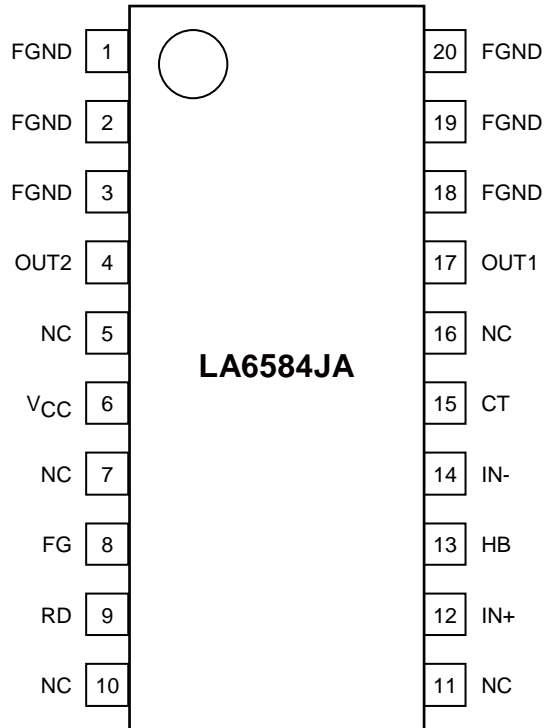 FGND 1 20 FGND
FGND 2 19 FGND
FGND 3 18 FGND
OUT2 4 17 OUT1
NC 5 16 NC
LA6584JA
VCC 6 15 CT
NC 7 14 IN-
FG 8 13 HB
RD 9 12 IN+
NC 10 11 NC